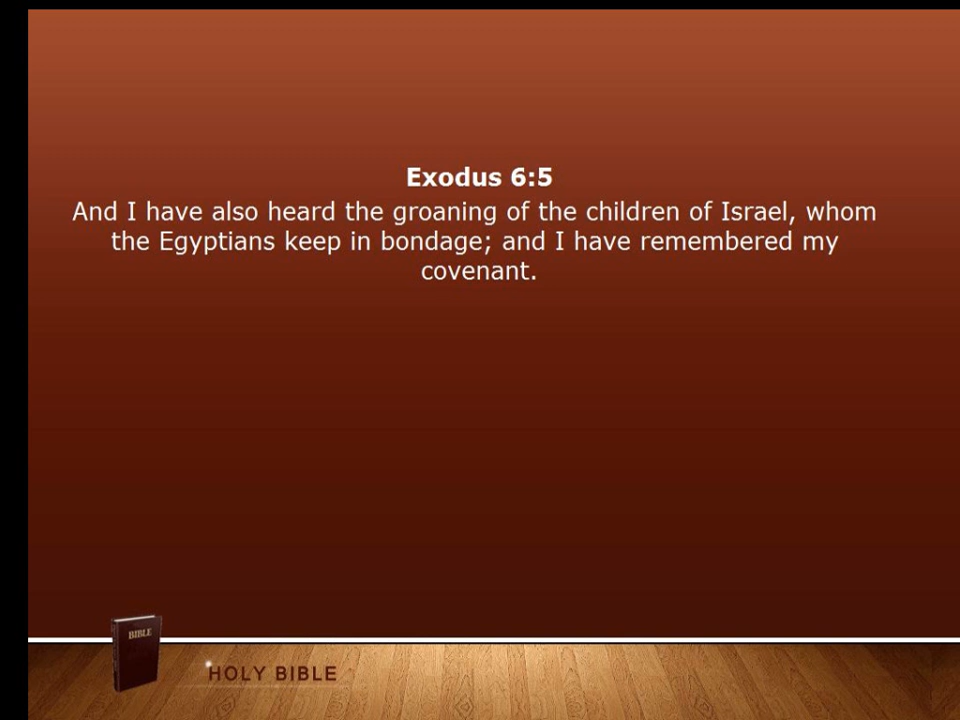 Exodus 6:5
And I have also heard the groaning of the children of Israel, whom
the Egyptians keep in bondage; and I have remembered my
covenant.
BIBLE
HOLY BIBLE